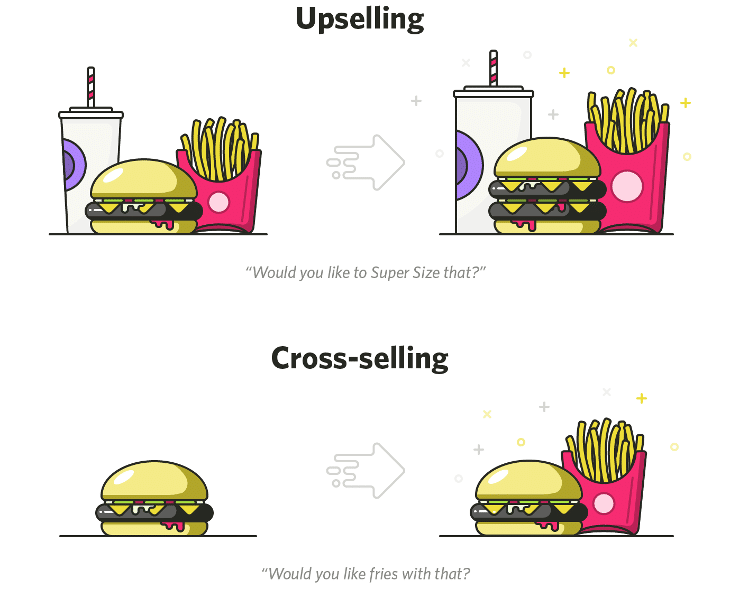 Upselling
“Would you like to Super Size that?”
Cross-selling
“Would you like fries with that?